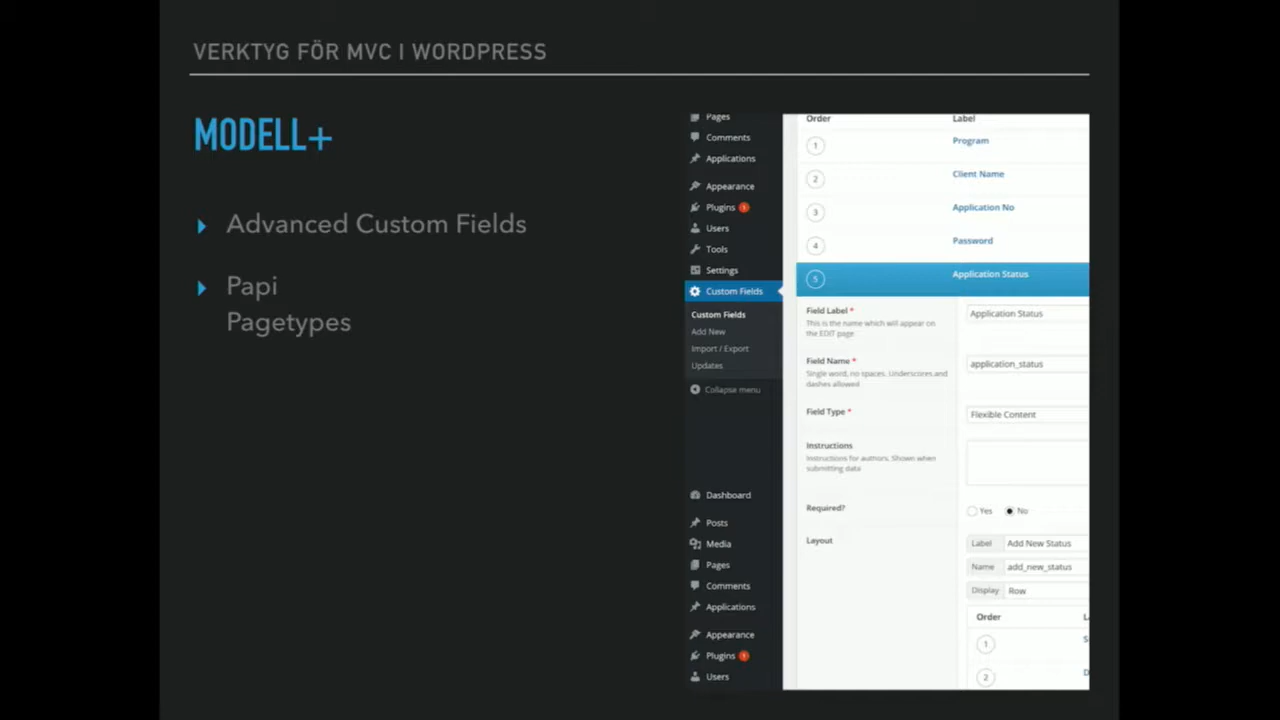 VERKTYG FÖR MVC I WORDPRESS
MODELL+
Advanced Custom Fields
Papi
Pagetypes
Pages
Comments
Applications
Appearance
Plugins 1
Users
Tools
Settings
Custom Fields
Custom Fields
Add New
Import / Export
Updates
Collapse menu
Dashboard
Posts
Media
Pages
Comments
Applications
Appearance
Plugins 1
Users
Order Label
1 Program
2 Client Name
3 Application No
4 Password
5 Application Status
Field Label * Application Status
This is the name which will appear on
the EDIT page
Field Name * application_status
Single word, no spaces. Underscores and
dashes allowed
Field Type * Flexible Content
Instructions
Instructions for authors. Shown when
submitting data
Required? Yes No
Layout
Label Add New Status
Name add_new_status
Display Row
Order
1
2